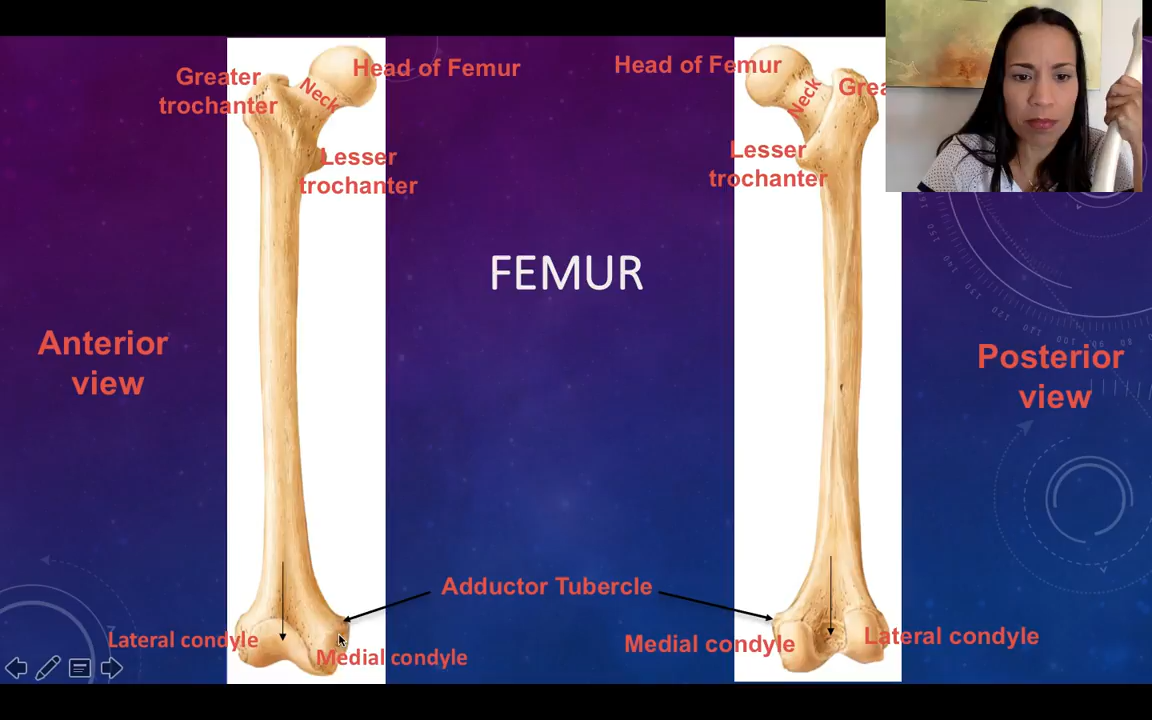 Greater
trochanter
Neck
Head of Femur
Lesser
trochanter
Head of Femur
Neck
Lesser
trochanter
FEMUR
Anterior
view
Posterior
view
Adductor Tubercle
Lateral condyle
Medial condyle
Medial condyle
Lateral condyle